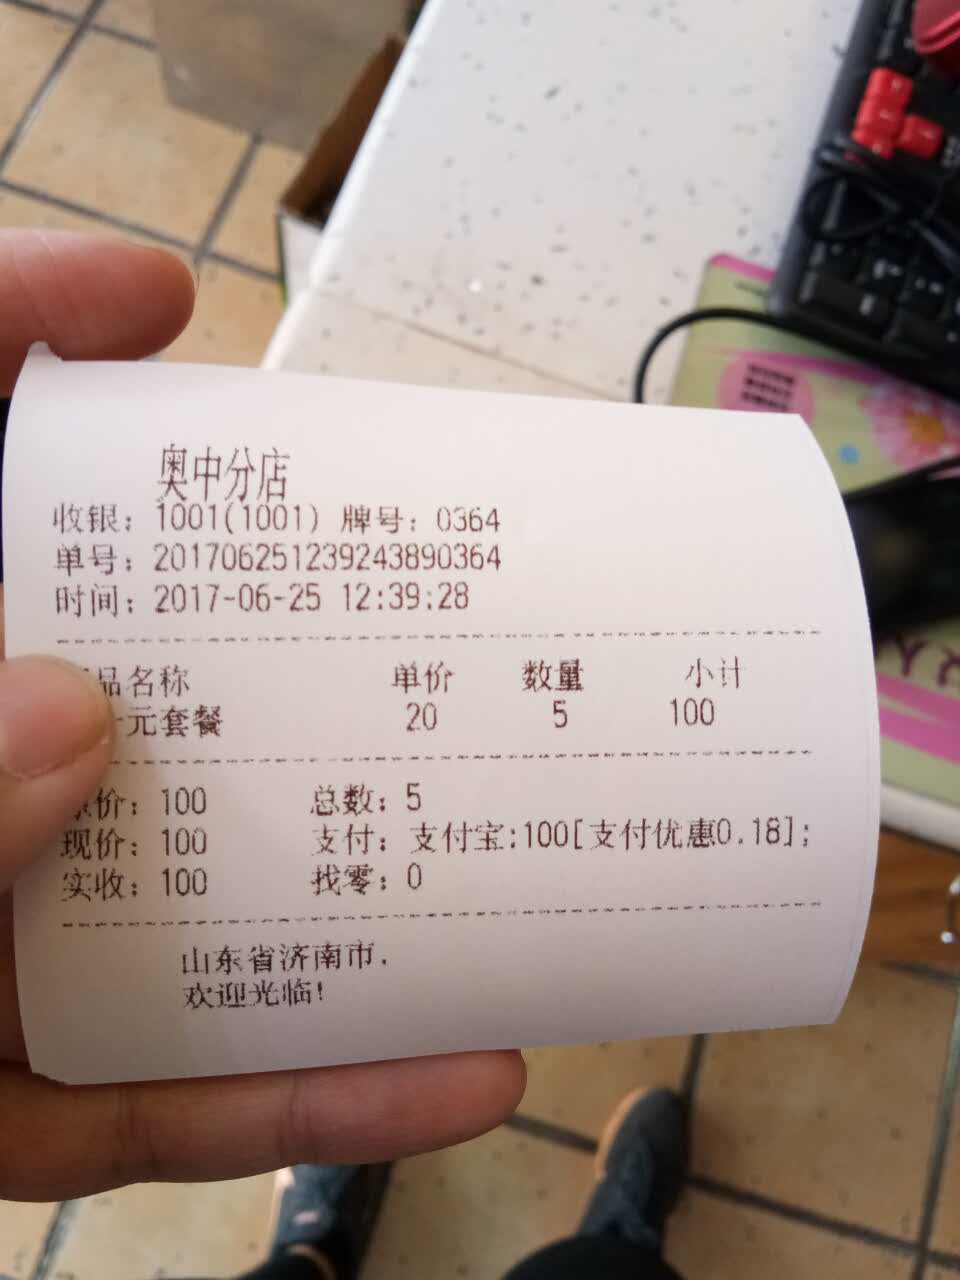 奥中分店
收银：1001(1001) 牌号：0364
单号：2017062512392438​90364
时间：2017-06-25 12:39:28
品名称 单价 数量 小计
元套餐 20 5 100
价：100 总数：5
现价：100 支付：支付宝:100[支付优惠0.18];
实收：100 找零：0
山东省济南市.
欢迎光临!